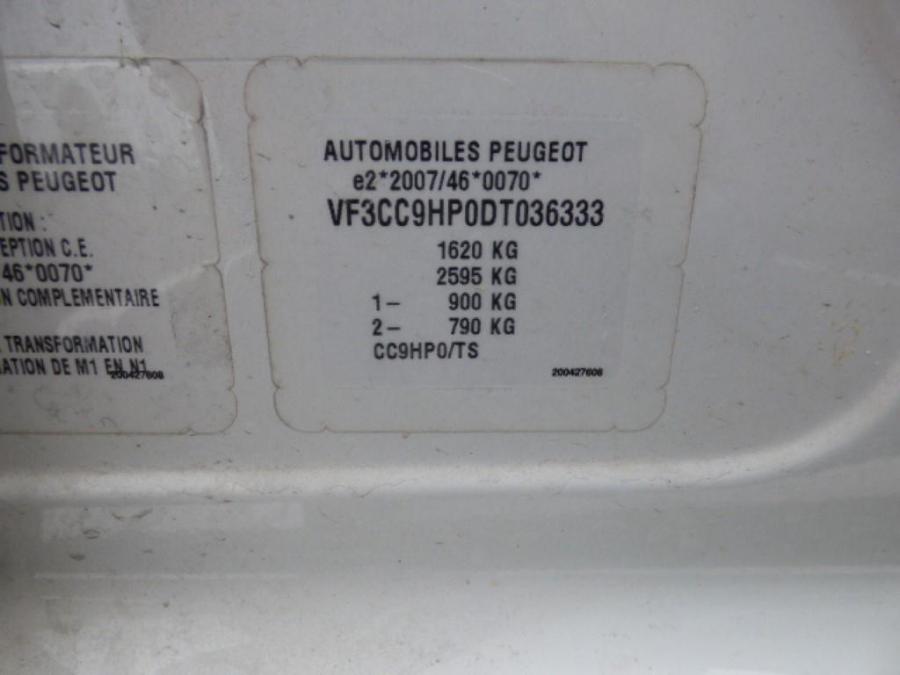 FORMATEUR
S PEUGEOT
TION :
EPTION C.E.
46*0070*
N COMPLEMENTAIRE
TRANSFORMATION
ATION DE M1 EN N1
200427608
AUTOMOBILES PEUGEOT
e2*2007/46*0070*
VF3CC9HP0DT036333
1620 KG
2595 KG
1– 900 KG
2– 790 KG
CC9HP0/TS
200427608